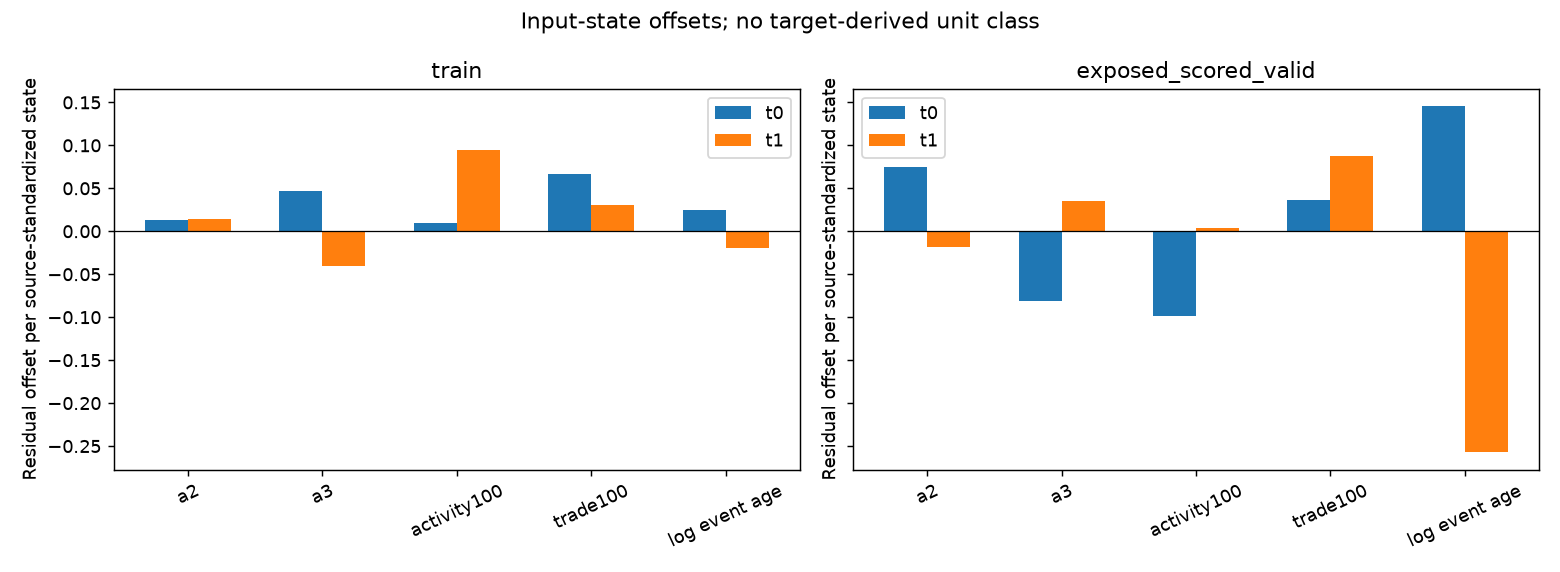 Input-state offsets; no target-derived unit class
train
Residual offset per source-standardized state
0.15
0.10
0.05
0.00
−0.05
−0.10
−0.15
−0.20
−0.25
t0
t1
a2
a3
activity100
trade100
log event age
exposed_scored_valid
Residual offset per source-standardized state
t0
t1
a2
a3
activity100
trade100
log event age